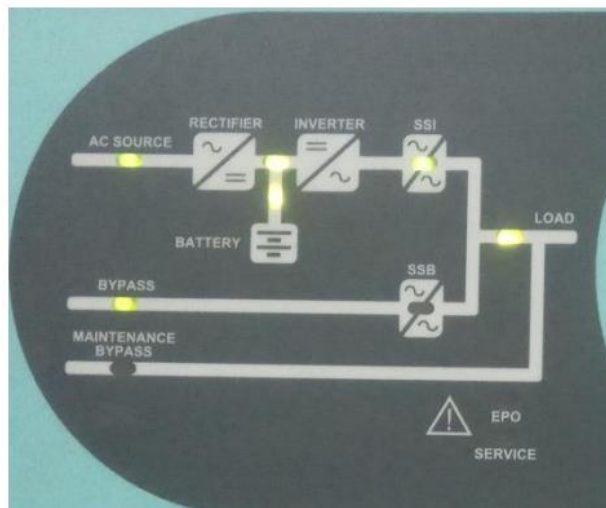 RECTIFIER INVERTER SSI
AC SOURCE
LOAD
BATTERY
SSB
BYPASS
MAINTENANCE
BYPASS
EPO
SERVICE